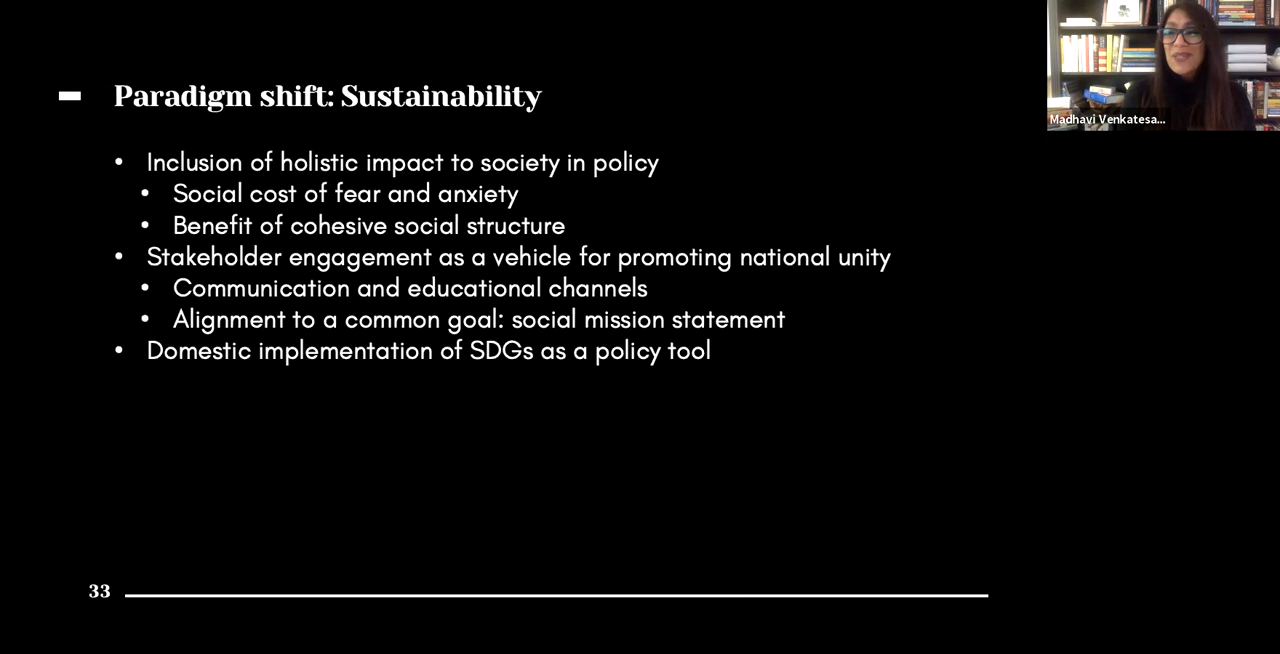 Paradigm shift: Sustainability
• Inclusion of holistic impact to society in policy
• Social cost of fear and anxiety
• Benefit of cohesive social structure
• Stakeholder engagement as a vehicle for promoting national unity
• Communication and educational channels
• Alignment to a common goal: social mission statement
• Domestic implementation of SDGs as a policy tool
33
Madhavi Venkatesa...